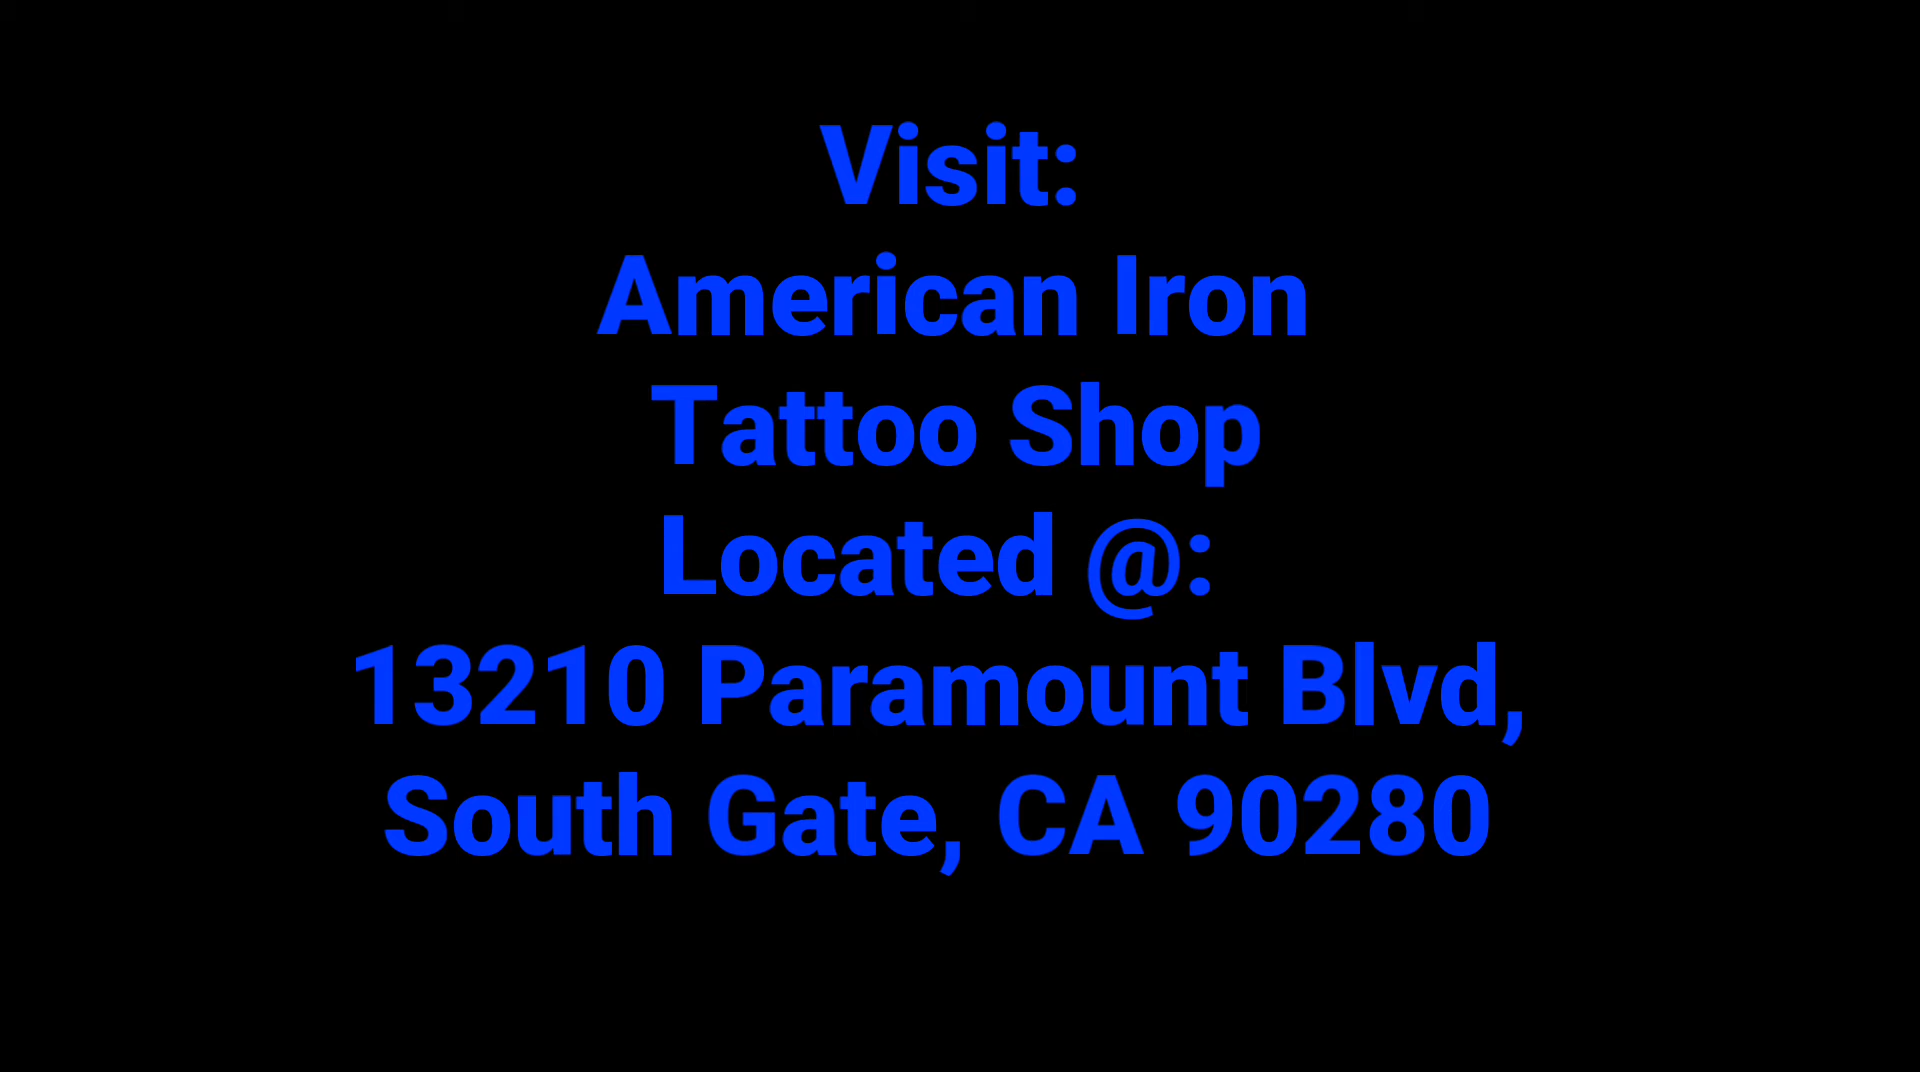 Visit:
American Iron
Tattoo Shop
Located @:
13210 Paramount Blvd,
South Gate, CA 90280